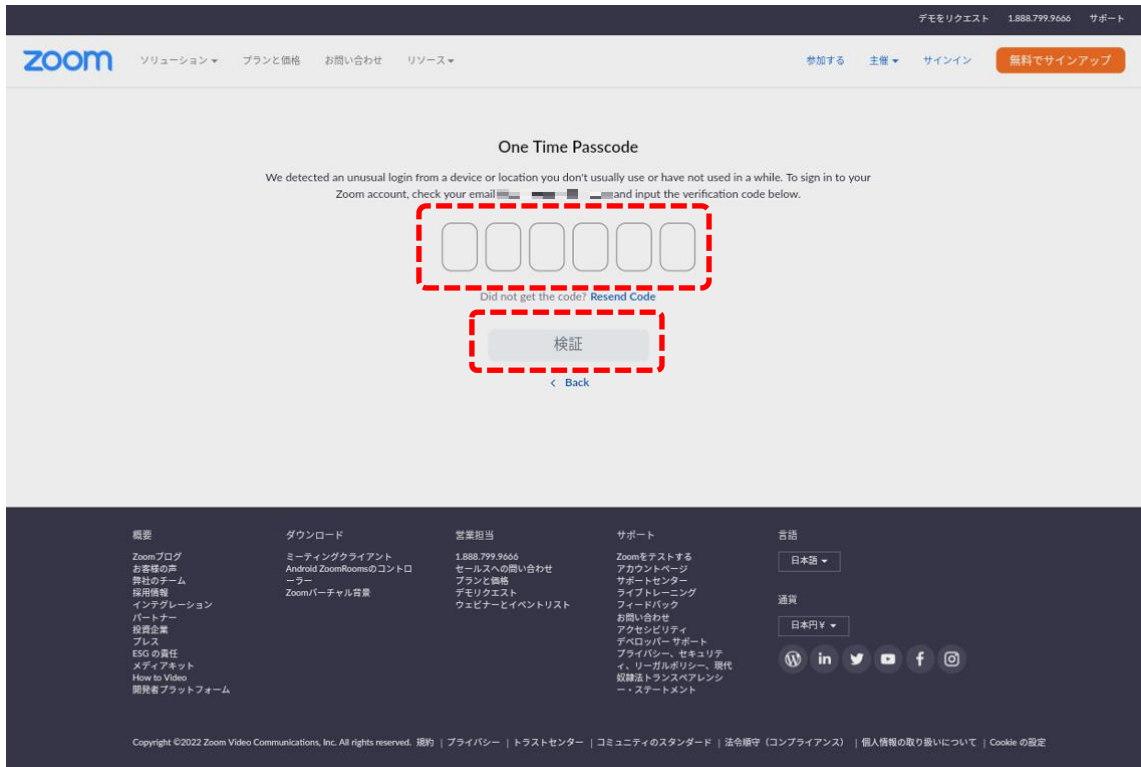 デモをリクエスト 1.888.799.9666 サポート
zoom ソリューション プランと価格 お問い合わせ リソース 参加する 主催 サインイン 無料でサインアップ
One Time Passcode
We detected an unusual login from a device or location you don't usually use or have not used in a while. To sign in to your
Zoom account, check your email and input the verification code below.
Did not get the code? Resend Code
検証
< Back
概要
Zoomブログ
お客様の声
弊社のチーム
採用情報
インテグレーション
パートナー
投資企業
プレス
ESG の責任
メディアキット
How to Video
開発者プラットフォーム
ダウンロード
ミーティングクライアント
Android ZoomRoomsのコントロ
ーラー
Zoomバーチャル背景
営業担当
1.888.799.9666
セールスへの問い合わせ
プランと価格
デモリクエスト
ウェビナーとイベントリスト
サポート
Zoomをテストする
アカウントページ
サポートセンター
ライブトレーニング
フィードバック
お問い合わせ
アクセシビリティ
デベロッパー サポート
プライバシー、セキュリテ
ィ、リーガルポリシー、現代
奴隷法トランスペアレンシ
ー・ステートメント
言語
日本語
通貨
日本円 ¥
in
f
Copyright ©2022 Zoom Video Communications, Inc. All rights reserved. 規約 | プライバシー | トラストセンター | コミュニティのスタンダード | 法令順守（コンプライアンス） | 個人情報の取り扱いについて | Cookie の設定